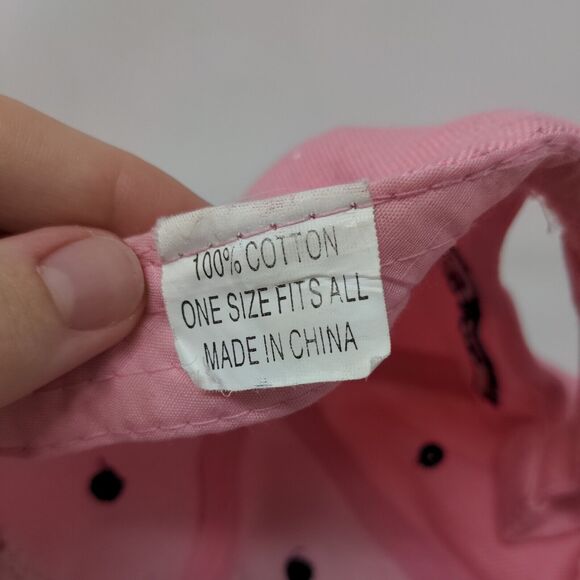 100% COTTON
ONE SIZE FITS ALL
MADE IN CHINA